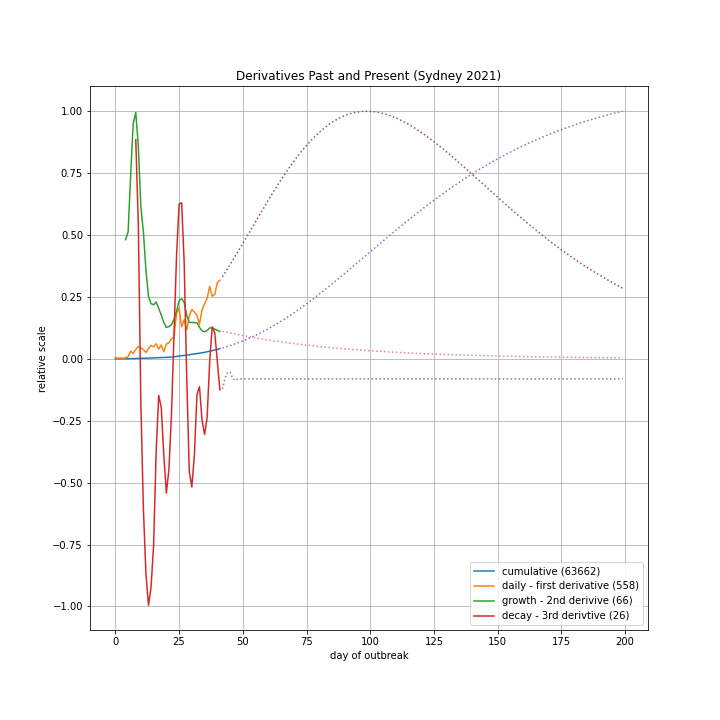 Derivatives Past and Present (Sydney 2021)
1.00
0.75
0.50
0.25
0.00
−0.25
−0.50
−0.75
−1.00
relative scale
cumulative (63662)
daily - first derivative (558)
growth - 2nd derivive (66)
decay - 3rd derivtive (26)
0 25 50 75 100 125 150 175 200
day of outbreak